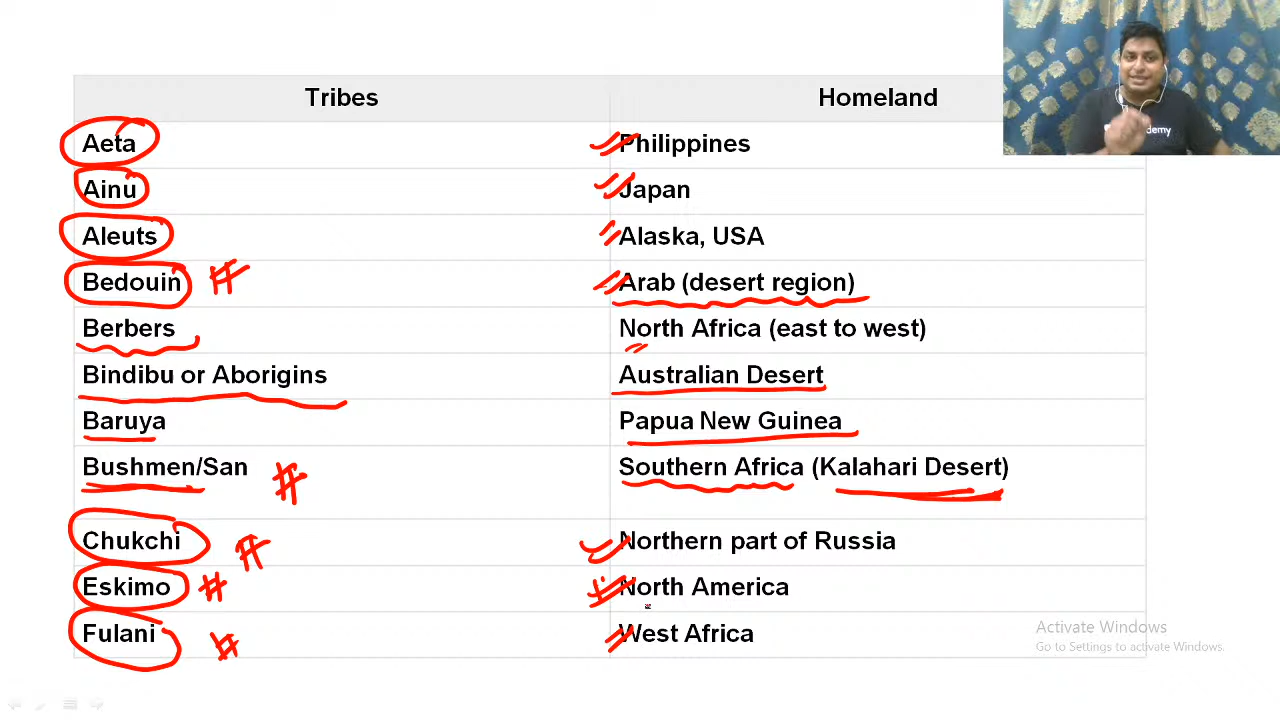 Tribes Homeland
Aeta Philippines
Ainu Japan
Aleuts Alaska, USA
Bedouin # Arab (desert region)
Berbers North Africa (east to west)
Bindibu or Aborigins Australian Desert
Baruya Papua New Guinea
Bushmen/San # Southern Africa (Kalahari Desert)
Chukchi # Northern part of Russia
Eskimo # North America
Fulani # West Africa
Activate Windows
Go to Settings to activate Windows.